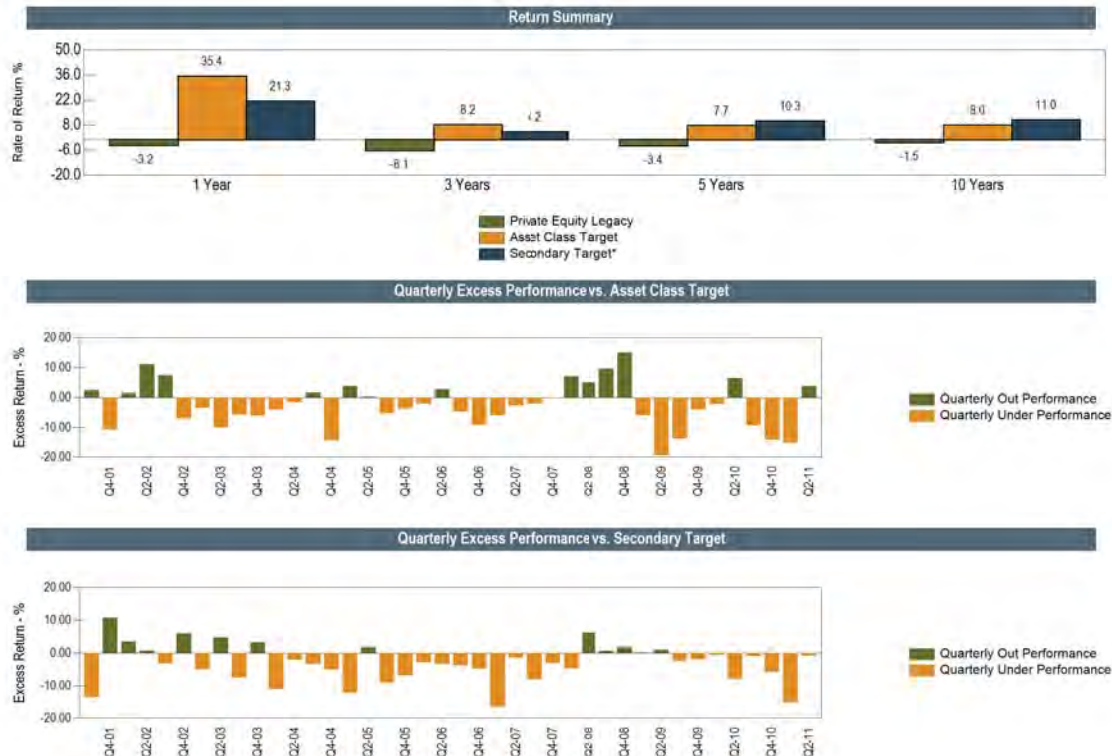 Return Summary
50.0
36.0
22.0
8.0
-6.0
-20.0
Rate of Return %
35.4
21.3
-3.2
8.2
4.2
-8.1
7.7
10.3
-3.4
8.0
11.0
-1.5
1 Year
3 Years
5 Years
10 Years
Private Equity Legacy
Asset Class Target
Secondary Target*
Quarterly Excess Performance vs. Asset Class Target
20.00
10.00
0.00
-10.00
-20.00
Excess Return - %
Q4-01
Q2-02
Q4-02
Q2-03
Q4-03
Q2-04
Q4-04
Q2-05
Q4-05
Q2-06
Q4-06
Q2-07
Q4-07
Q2-08
Q4-08
Q2-09
Q4-09
Q2-10
Q4-10
Q2-11
Quarterly Out Performance
Quarterly Under Performance
Quarterly Excess Performance vs. Secondary Target
20.00
10.00
0.00
-10.00
-20.00
Excess Return - %
Q4-01
Q2-02
Q4-02
Q2-03
Q4-03
Q2-04
Q4-04
Q2-05
Q4-05
Q2-06
Q4-06
Q2-07
Q4-07
Q2-08
Q4-08
Q2-09
Q4-09
Q2-10
Q4-10
Q2-11
Quarterly Out Performance
Quarterly Under Performance